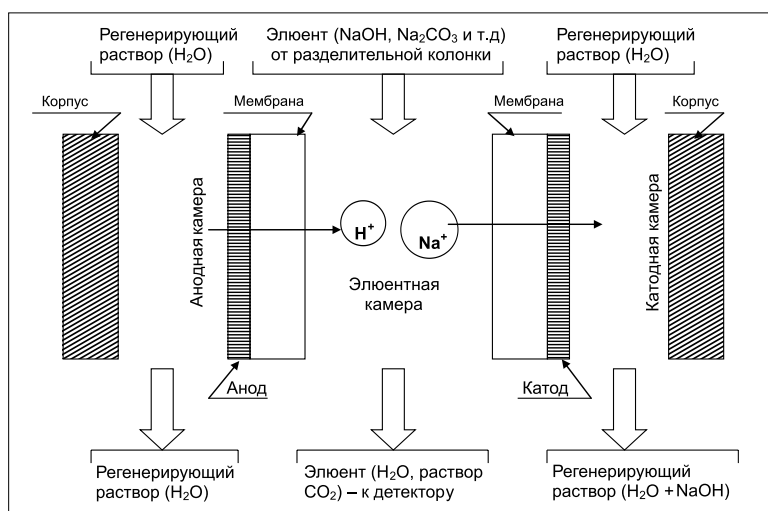 Регенерирующий
раствор (H₂O)
Элюент (NaOH, Na₂CO₃ и т.д)
от разделительной колонки
Регенерирующий
раствор (H₂O)
Корпус
Мембрана
Мембрана
Корпус
Анодная камера
H⁺
Na⁺
Элюентная
камера
Катодная камера
Анод
Катод
Регенерирующий
раствор (H₂O)
Элюент (H₂O, раствор
CO₂) – к детектору
Регенерирующий
раствор (H₂O + NaOH)